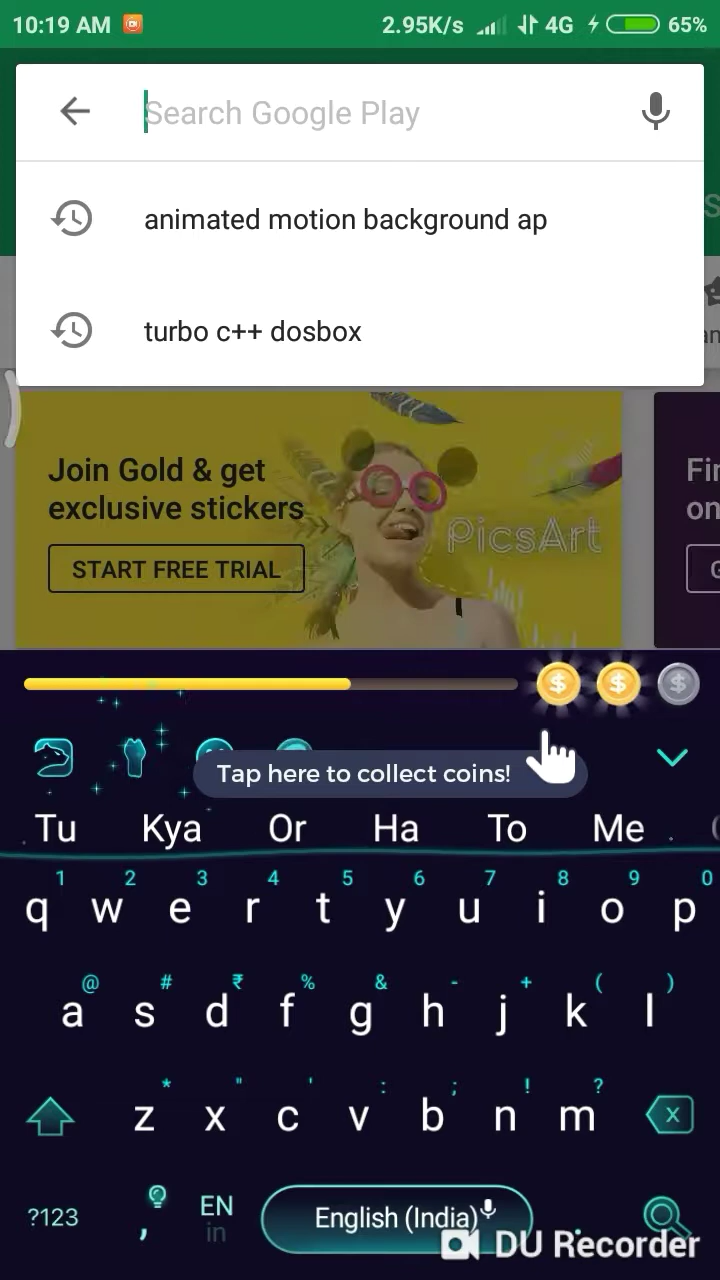 10:19 AM 2.95K/s 4G 65%
Search Google Play
animated motion background ap
turbo c++ dosbox
Join Gold & get
exclusive stickers
START FREE TRIAL
PicsArt
Tap here to collect coins!
Tu Kya Or Ha To Me
1 2 3 4 5 6 7 8 9 0
q w e r t y u i o p
@ # ₹ % & - + ( )
a s d f g h j k l
* " ' : ; ! ?
z x c v b n m
?123 , EN in English (India) .
DU Recorder